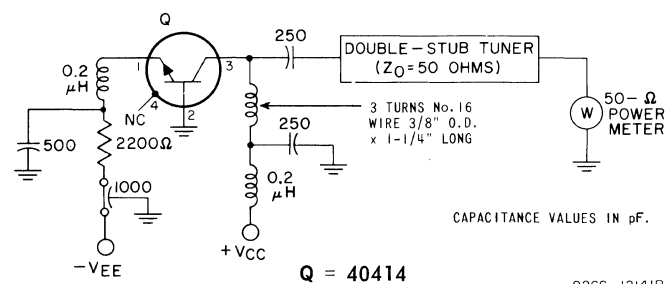 Q
250
DOUBLE-STUB TUNER
(Z0=50 OHMS)
0.2
μH
1
3
4
2
NC
50-Ω
POWER
METER
W
3 TURNS No.16
WIRE 3/8" O.D.
x 1-1/4" LONG
500
2200Ω
250
1000
0.2
μH
CAPACITANCE VALUES IN pF.
-VEE
+VCC
Q = 40414